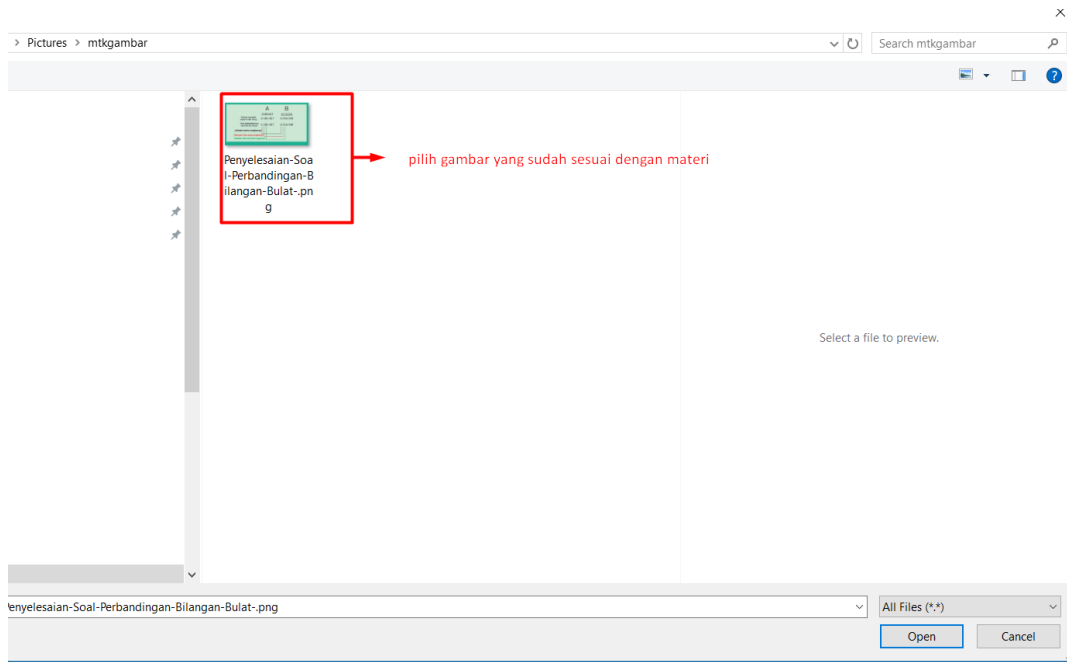 Pictures > mtkgambar
Search mtkgambar
A B
Penyelesaian-Soa
l-Perbandingan-B
ilangan-Bulat-.pn
g
pilih gambar yang sudah sesuai dengan materi
Select a file to preview.
Penyelesaian-Soal-Perbandingan-Bilangan-Bulat-.png
All Files (*.*)
Open Cancel